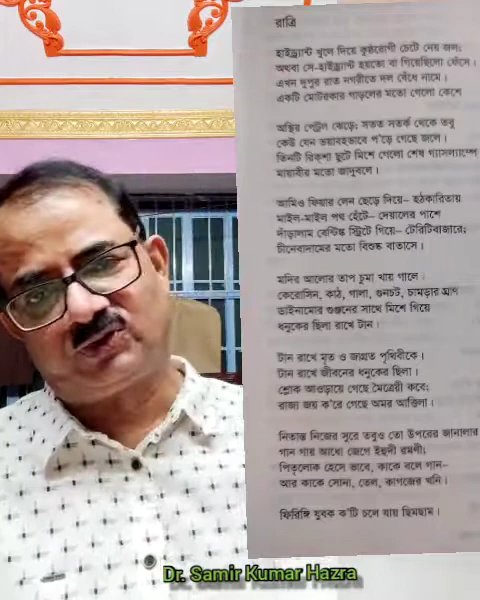 রাত্রি
হাইড্র্যান্ট খুলে দিয়ে কুষ্ঠরোগী চেটে নেয় জল;
অথবা সে-হাইড্র্যান্ট হয়তো বা গিয়েছিলো ফেঁসে।
এখন দুপুর রাত নগরীতে দল বেঁধে নামে।
একটি মোটরকার গাড়লের মতো গেলো কেশে
অস্থির পেট্রল ঝেড়ে; সতত সতর্ক থেকে তবু
কেউ যেন ভয়াবহভাবে প'ড়ে গেছে জলে।
তিনটি রিক্‌শা ছুটে মিশে গেলো শেষ গ্যাসল্যাম্পে
মায়াবীর মতো জাদুবলে।
আমিও ফিয়ার লেন ছেড়ে দিয়ে– হঠকারিতায়
মাইল-মাইল পথ হেঁটে– দেয়ালের পাশে
দাঁড়ালাম বেন্টিঙ্ক স্ট্রিটে গিয়ে– টেরিটিবাজারে;
চীনেবাদামের মতো বিশুষ্ক বাতাসে।
মদির আলোর তাপ চুমা খায় গালে।
কেরোসিন, কাঠ, গালা, গুনচট, চামড়ার ঘ্রাণ
ডাইনামোর গুঞ্জনের সাথে মিশে গিয়ে
ধনুকের ছিলা রাখে টান।
টান রাখে মৃত ও জাগ্রত পৃথিবীকে।
টান রাখে জীবনের ধনুকের ছিলা।
শ্লোক আওড়ায়ে গেছে মৈত্রেয়ী কবে;
রাজ্য জয় ক'রে গেছে অমর আত্তিলা।
নিতান্ত নিজের সুরে তবুও তো উপরের জানালার
গান গায় আধো জেগে ইহুদী রমণী;
পিতৃলোক হেসে ভাবে, কাকে বলে গান–
আর কাকে সোনা, তেল, কাগজের খনি।
ফিরিঙ্গি যুবক ক'টি চলে যায় ছিমছাম।
Dr. Samir Kumar Hazra